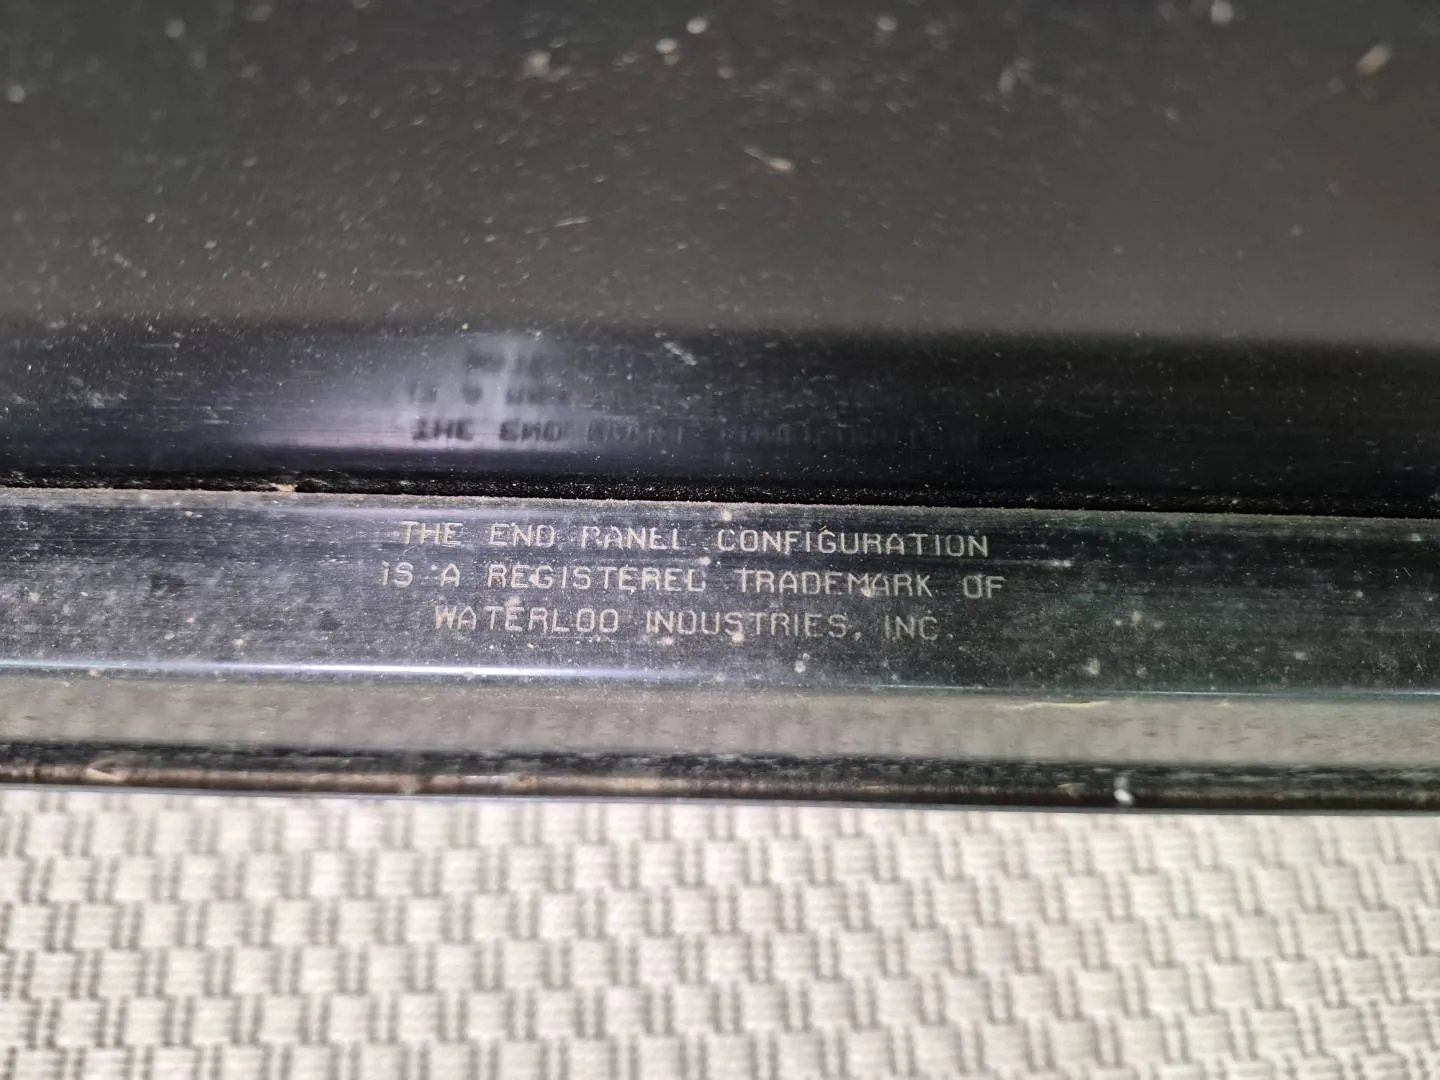 THE END PANEL CONFIGURATION
IS A REGISTERED TRADEMARK OF
WATERLOO INDUSTRIES, INC.